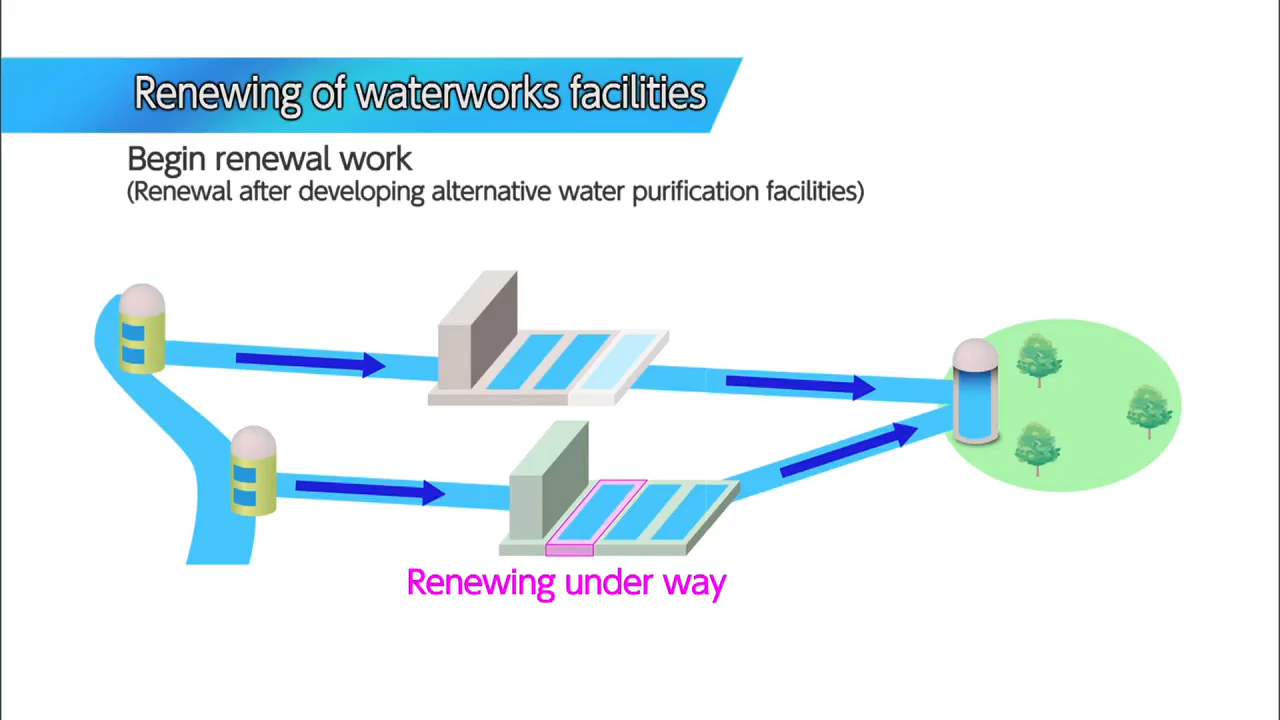 Renewing of waterworks facilities
Begin renewal work
(Renewal after developing alternative water purification facilities)
Renewing under way